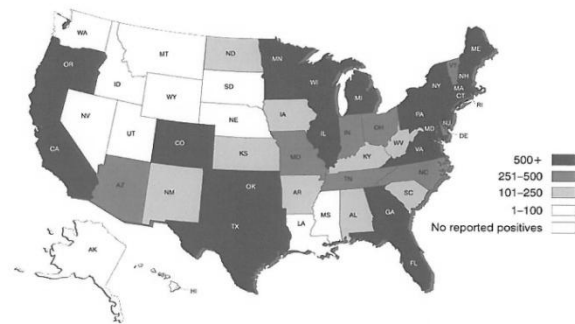 WA
MT
ND
MN
ME
OR
ID
SD
WI
MI
NY
NH
MA
CT
RI
WY
NE
IA
PA
NJ
DE
NV
UT
CO
KS
MO
IL
IN
OH
WV
MD
VA
CA
AZ
NM
OK
AR
KY
TN
NC
SC
TX
LA
MS
AL
GA
FL
AK
HI
500+
251–500
101–250
1–100
No reported positives